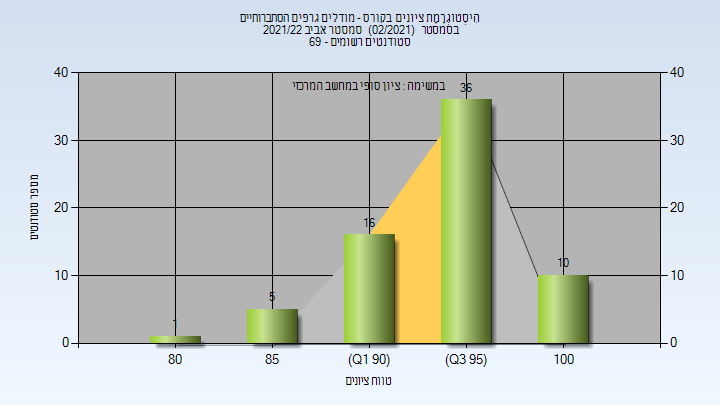 היסטוגרמת ציונים בקורס - מודלים גרפים הסתברותיים
בסמסטר (02/2021) סמסטר אביב 2021/22
סטודנטים רשומים - 69
במשימה : ציון סופי במחשב המרכזי
40
30
20
10
0
40
30
20
10
0
מספר סטודנטים
1
5
16
36
10
80
85
(Q1 90)
(Q3 95)
100
טווח ציונים